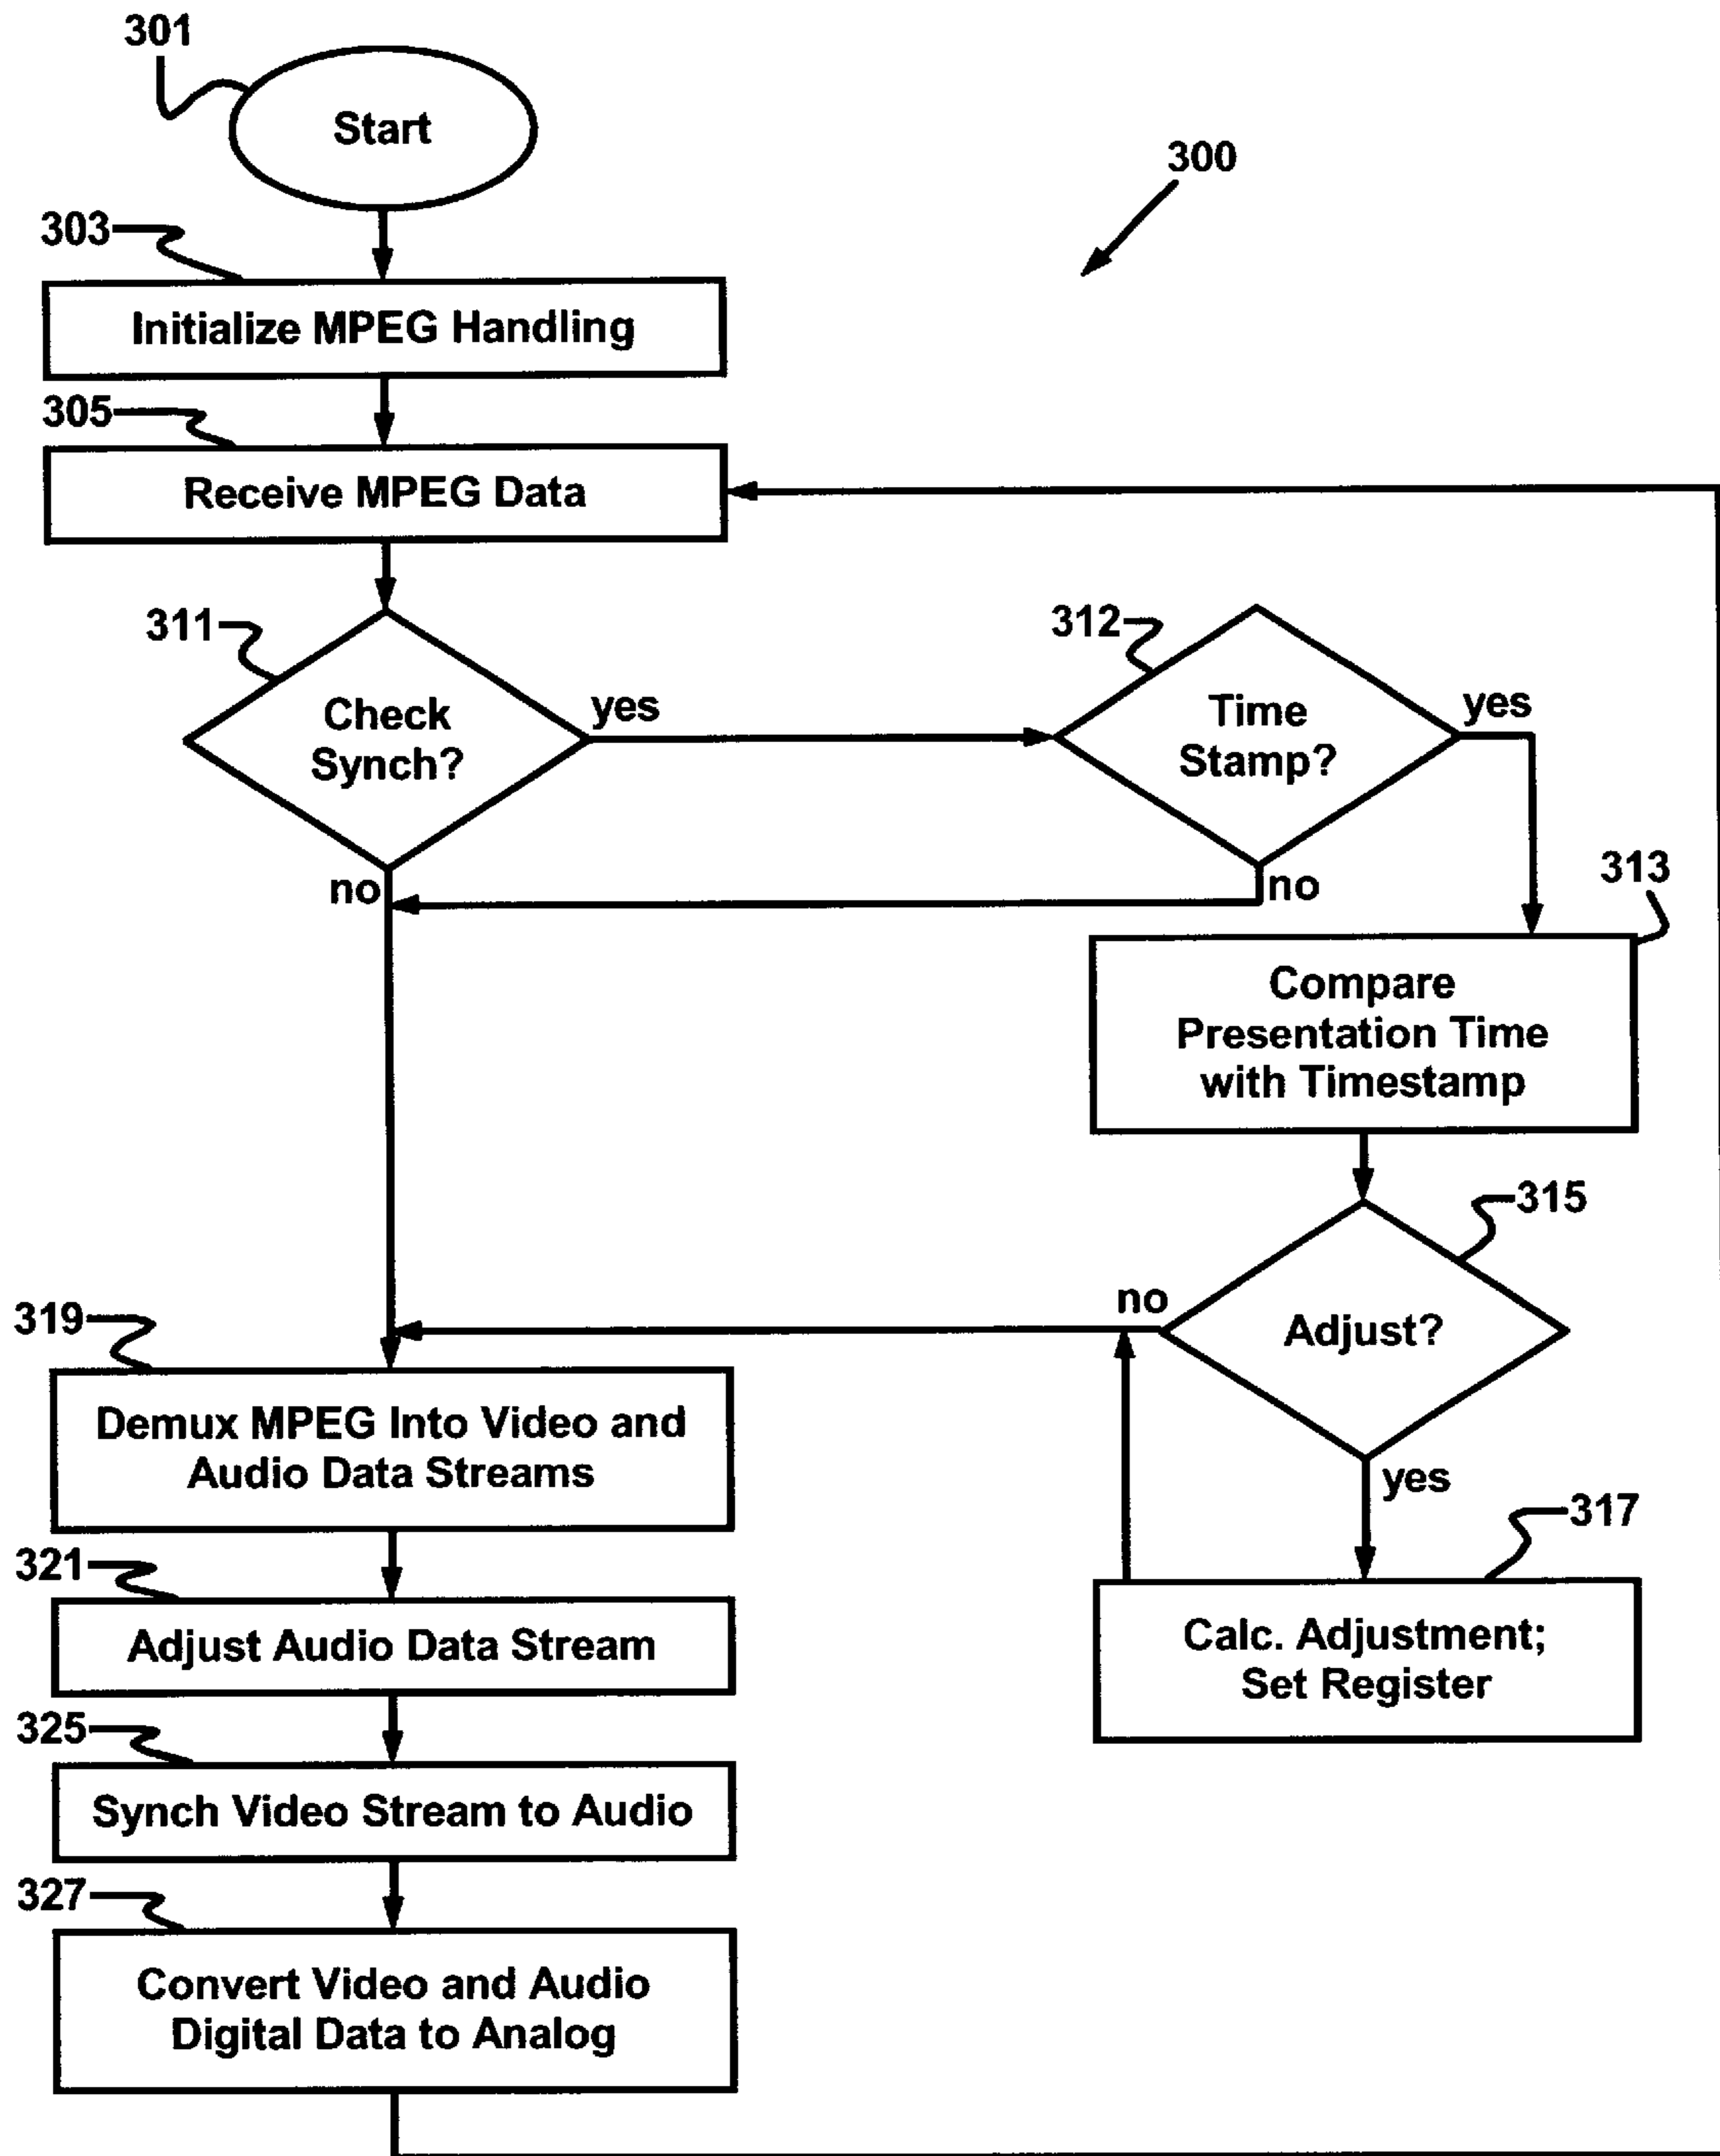 301
Start
300
303
Initialize MPEG Handling
305
Receive MPEG Data
311
Check
Synch?
yes
no
312
Time
Stamp?
yes
no
313
Compare
Presentation Time
with Timestamp
315
Adjust?
no
yes
317
Calc. Adjustment;
Set Register
319
Demux MPEG Into Video and
Audio Data Streams
321
Adjust Audio Data Stream
325
Synch Video Stream to Audio
327
Convert Video and Audio
Digital Data to Analog